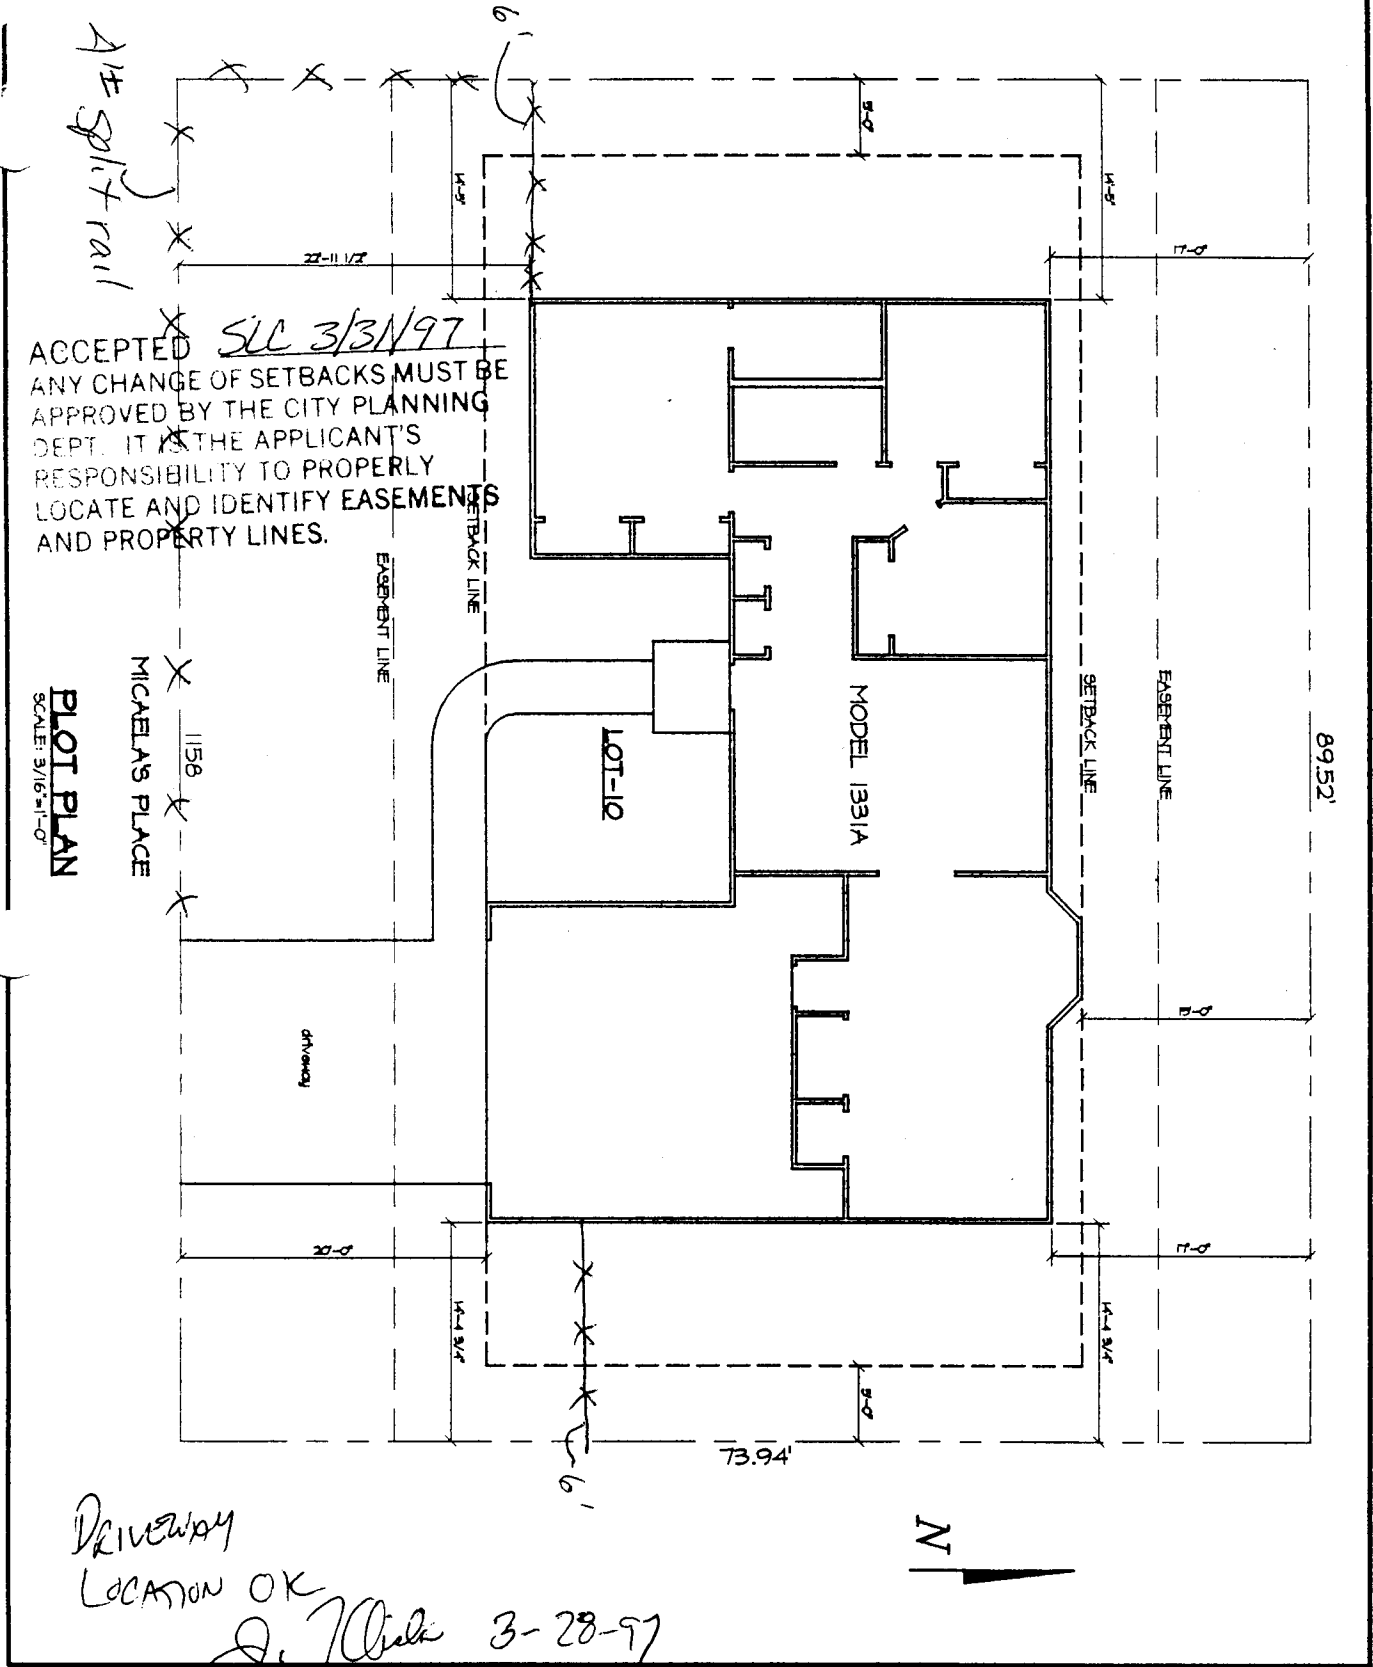 6'
4' split rail
14'-5"
5'-0"
14'-5"
22'-11 1/2"
17'-0"
ACCEPTED SLC 3/31/97
ANY CHANGE OF SETBACKS MUST BE
APPROVED BY THE CITY PLANNING
DEPT. IT IS THE APPLICANT'S
RESPONSIBILITY TO PROPERLY
LOCATE AND IDENTIFY EASEMENTS
AND PROPERTY LINES.
SETBACK LINE
EASEMENT LINE
MODEL 1331A
LOT-10
SETBACK LINE
EASEMENT LINE
89.52'
1158
MICAELA'S PLACE
PLOT PLAN
SCALE: 3/16"=1'-0"
driveway
15'-0"
20'-0"
17'-0"
14'-4 3/4"
14'-4 3/4"
5'-0"
73.94'
6'
N
DRIVEWAY
LOCATION OK
3-28-97